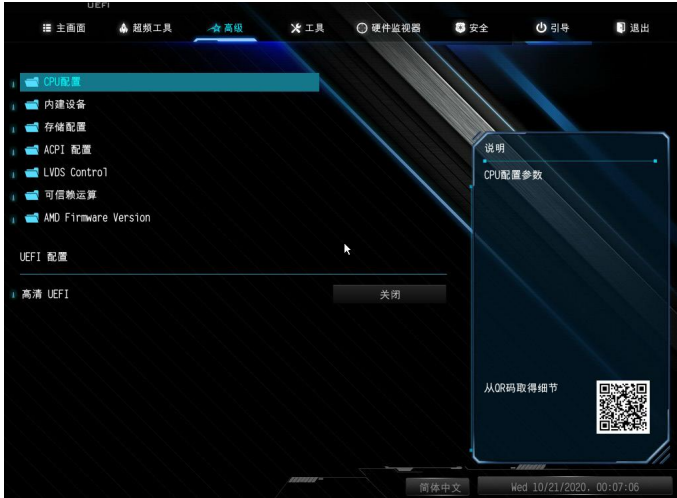 UEFI
主画面 超频工具 高级 工具 硬件监视器 安全 引导 退出
CPU配置
内建设备
存储配置
ACPI 配置
LVDS Control
可信赖运算
AMD Firmware Version
UEFI 配置
高清 UEFI 关闭
说明
CPU配置参数
从QR码取得细节
简体中文 Wed 10/21/2020. 00:07:06